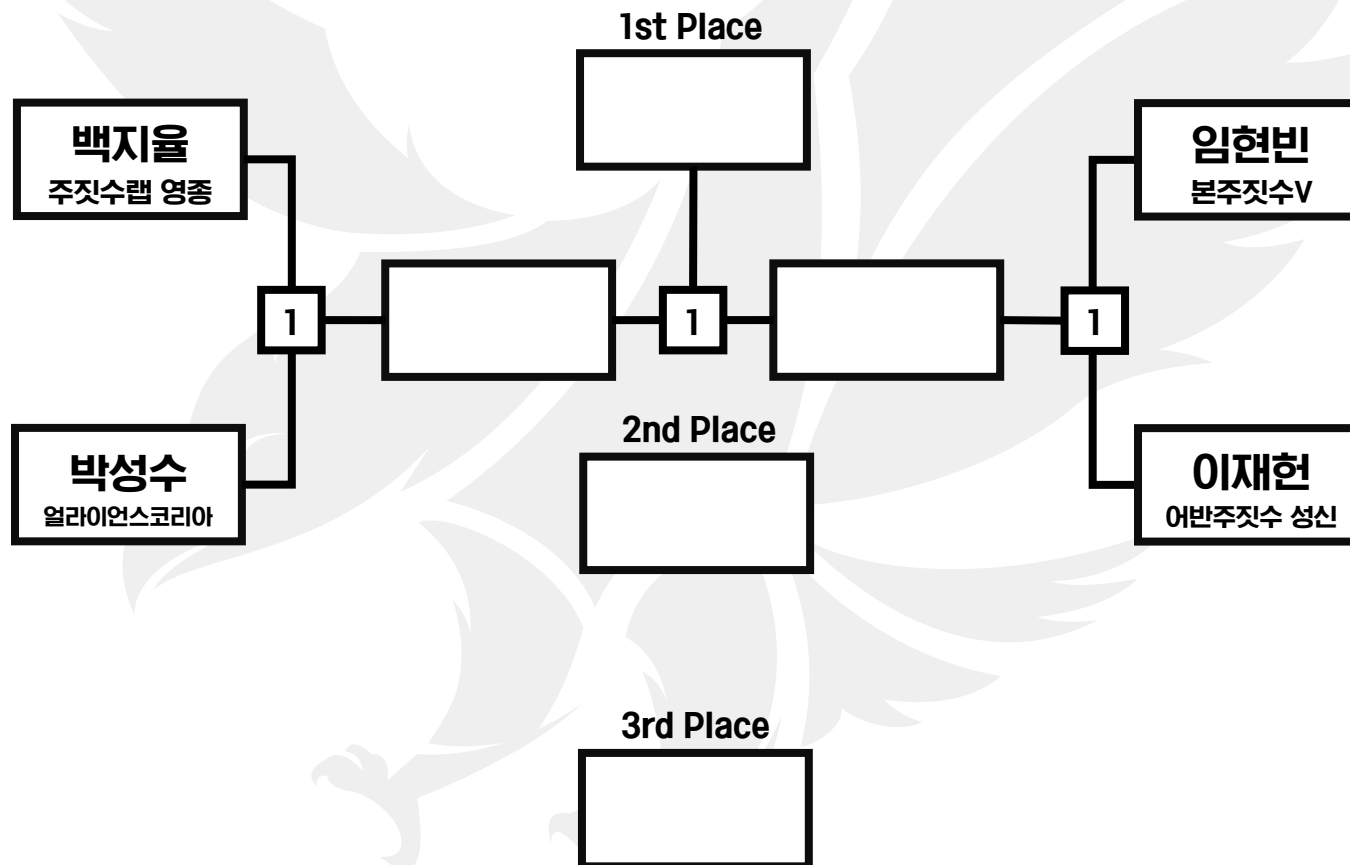 1st Place
백지율
주짓수랩 영종
임현빈
본주짓수V
1
1
1
2nd Place
박성수
얼라이언스코리아
이재헌
어반주짓수 성신
3rd Place